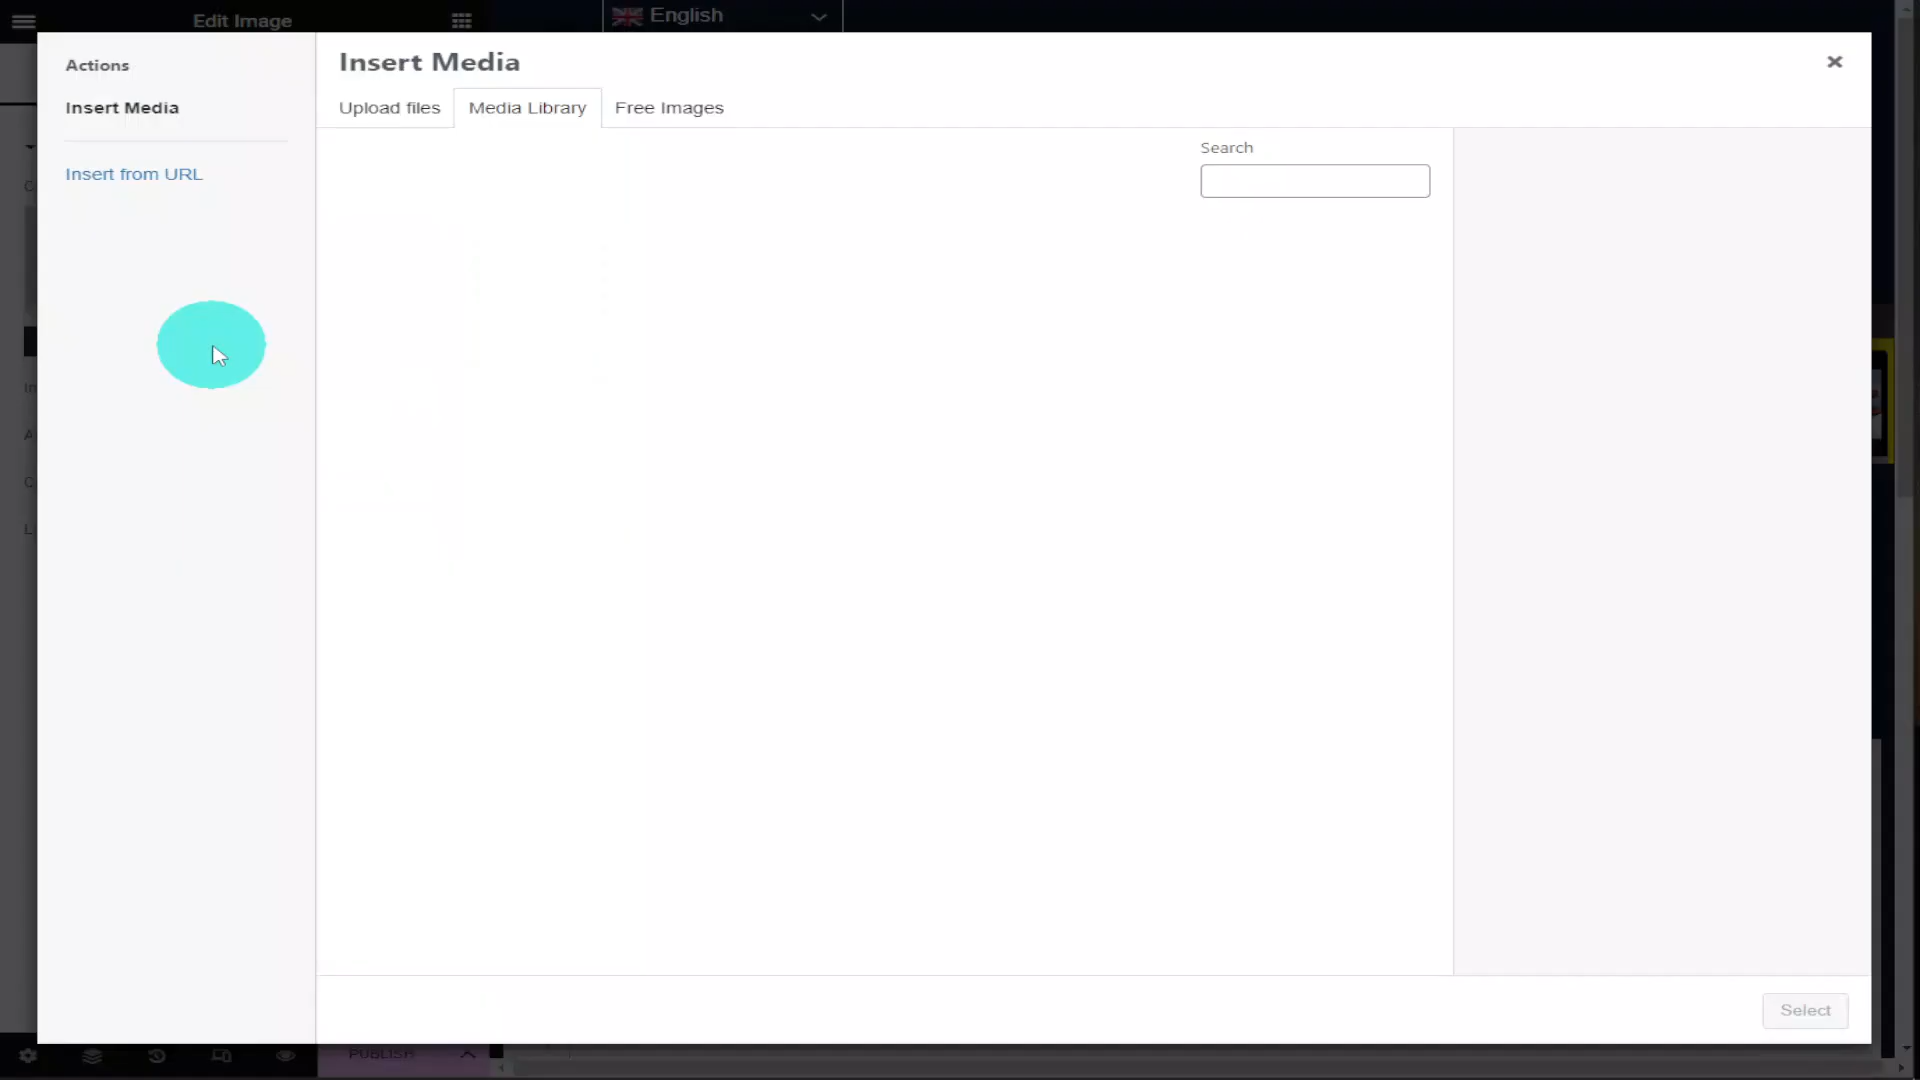 Edit Image
English
Actions
Insert Media
Insert from URL
Insert Media
Upload files
Media Library
Free Images
Search
Select
PUBLISH